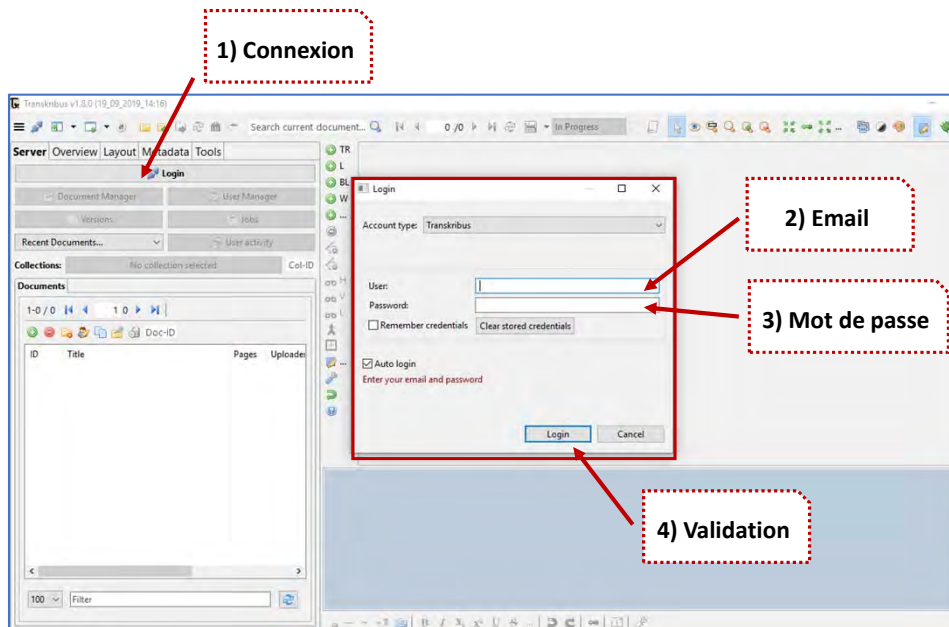 1) Connexion
Transkribus v1.8.0 (19_09_2019_14:16)
Search current document... 0 /0 In Progress
Server Overview Layout Metadata Tools
Login
Document Manager User Manager
Versions Jobs
Recent Documents... User activity
Collections: No collection selected Col-ID
Documents
1-0 / 0 1 0
Doc-ID
ID Title Pages Uploader
100 Filter
TR
L
BL
W
...
H
V
L
...
Login
Account type: Transkribus
User:
Password:
Remember credentials Clear stored credentials
Auto login
Enter your email and password
Login Cancel
2) Email
3) Mot de passe
4) Validation
B I X₁ X² U S